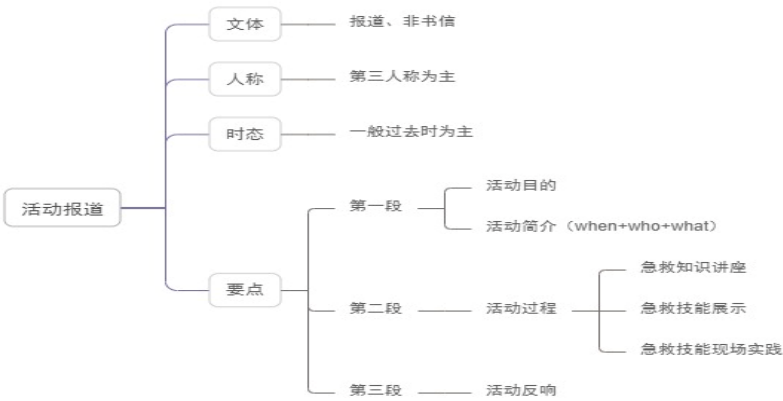 文体
报道、非书信
人称
第三人称为主
时态
一般过去时为主
活动报道
要点
第一段
活动目的
活动简介（when+who+what）
第二段
活动过程
急救知识讲座
急救技能展示
急救技能现场实践
第三段
活动反响